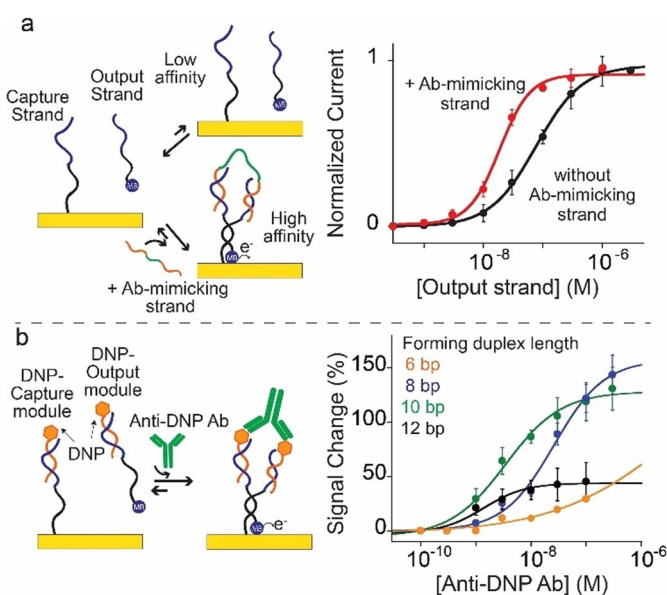 a
Capture
Strand
Output
Strand
MB
Low
affinity
MB
High
affinity
MB
e-
+ Ab-mimicking
strand
Normalized Current
1
0
+ Ab-mimicking
strand
without
Ab-mimicking
strand
10⁻⁸
10⁻⁶
[Output strand] (M)
b
DNP-
Capture
module
DNP-
Output
module
DNP
MB
Anti-DNP Ab
MB
e-
Signal Change (%)
150
100
50
0
Forming duplex length
6 bp
8 bp
10 bp
12 bp
10⁻¹⁰
10⁻⁸
10⁻⁶
[Anti-DNP Ab] (M)